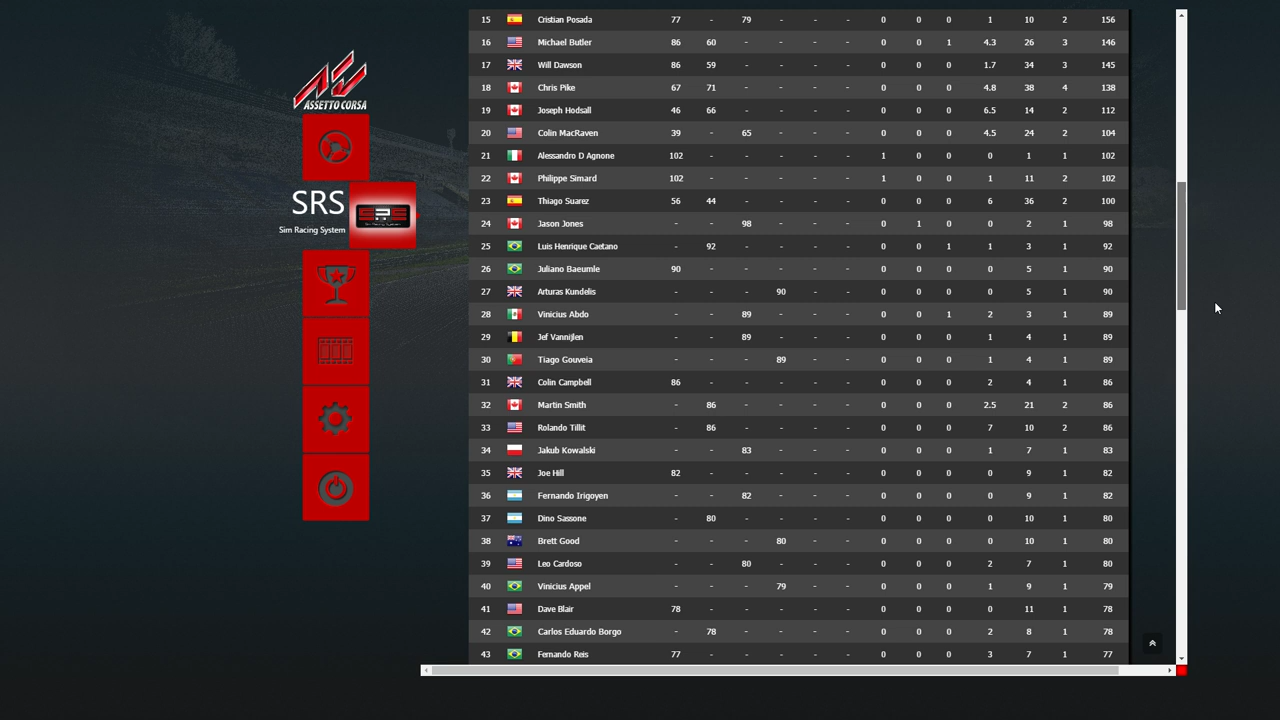 ASSETTO CORSA
SRS
Sim Racing System
SRS
Sim Racing System
15 Cristian Posada 77 - 79 - - - 0 0 0 1 10 2 156
16 Michael Butler 86 60 - - - - 0 0 1 4.3 26 3 146
17 Will Dawson 86 59 - - - - 0 0 0 1.7 34 3 145
18 Chris Pike 67 71 - - - - 0 0 0 4.8 38 4 138
19 Joseph Hodsall 46 66 - - - - 0 0 0 6.5 14 2 112
20 Colin MacRaven 39 - 65 - - - 0 0 0 4.5 24 2 104
21 Alessandro D Agnone 102 - - - - - 1 0 0 0 1 1 102
22 Philippe Simard 102 - - - - - 1 0 0 1 11 2 102
23 Thiago Suarez 56 44 - - - - 0 0 0 6 36 2 100
24 Jason Jones - - 98 - - - 0 1 0 0 2 1 98
25 Luis Henrique Caetano - 92 - - - - 0 0 1 1 3 1 92
26 Juliano Baeumle 90 - - - - - 0 0 0 0 5 1 90
27 Arturas Kundelis - - - 90 - - 0 0 0 0 5 1 90
28 Vinicius Abdo - - 89 - - - 0 0 1 2 3 1 89
29 Jef Vannijlen - - 89 - - - 0 0 0 1 4 1 89
30 Tiago Gouveia - - - 89 - - 0 0 0 1 4 1 89
31 Colin Campbell 86 - - - - - 0 0 0 2 4 1 86
32 Martin Smith - 86 - - - - 0 0 0 2.5 21 2 86
33 Rolando Tillit - 86 - - - - 0 0 0 7 10 2 86
34 Jakub Kowalski - - 83 - - - 0 0 0 1 7 1 83
35 Joe Hill 82 - - - - - 0 0 0 0 9 1 82
36 Fernando Irigoyen - - 82 - - - 0 0 0 0 9 1 82
37 Dino Sassone - 80 - - - - 0 0 0 0 10 1 80
38 Brett Good - - - 80 - - 0 0 0 0 10 1 80
39 Leo Cardoso - - 80 - - - 0 0 0 2 7 1 80
40 Vinicius Appel - - - 79 - - 0 0 0 1 9 1 79
41 Dave Blair 78 - - - - - 0 0 0 0 11 1 78
42 Carlos Eduardo Borgo - 78 - - - - 0 0 0 2 8 1 78
43 Fernando Reis 77 - - - - - 0 0 0 3 7 1 77